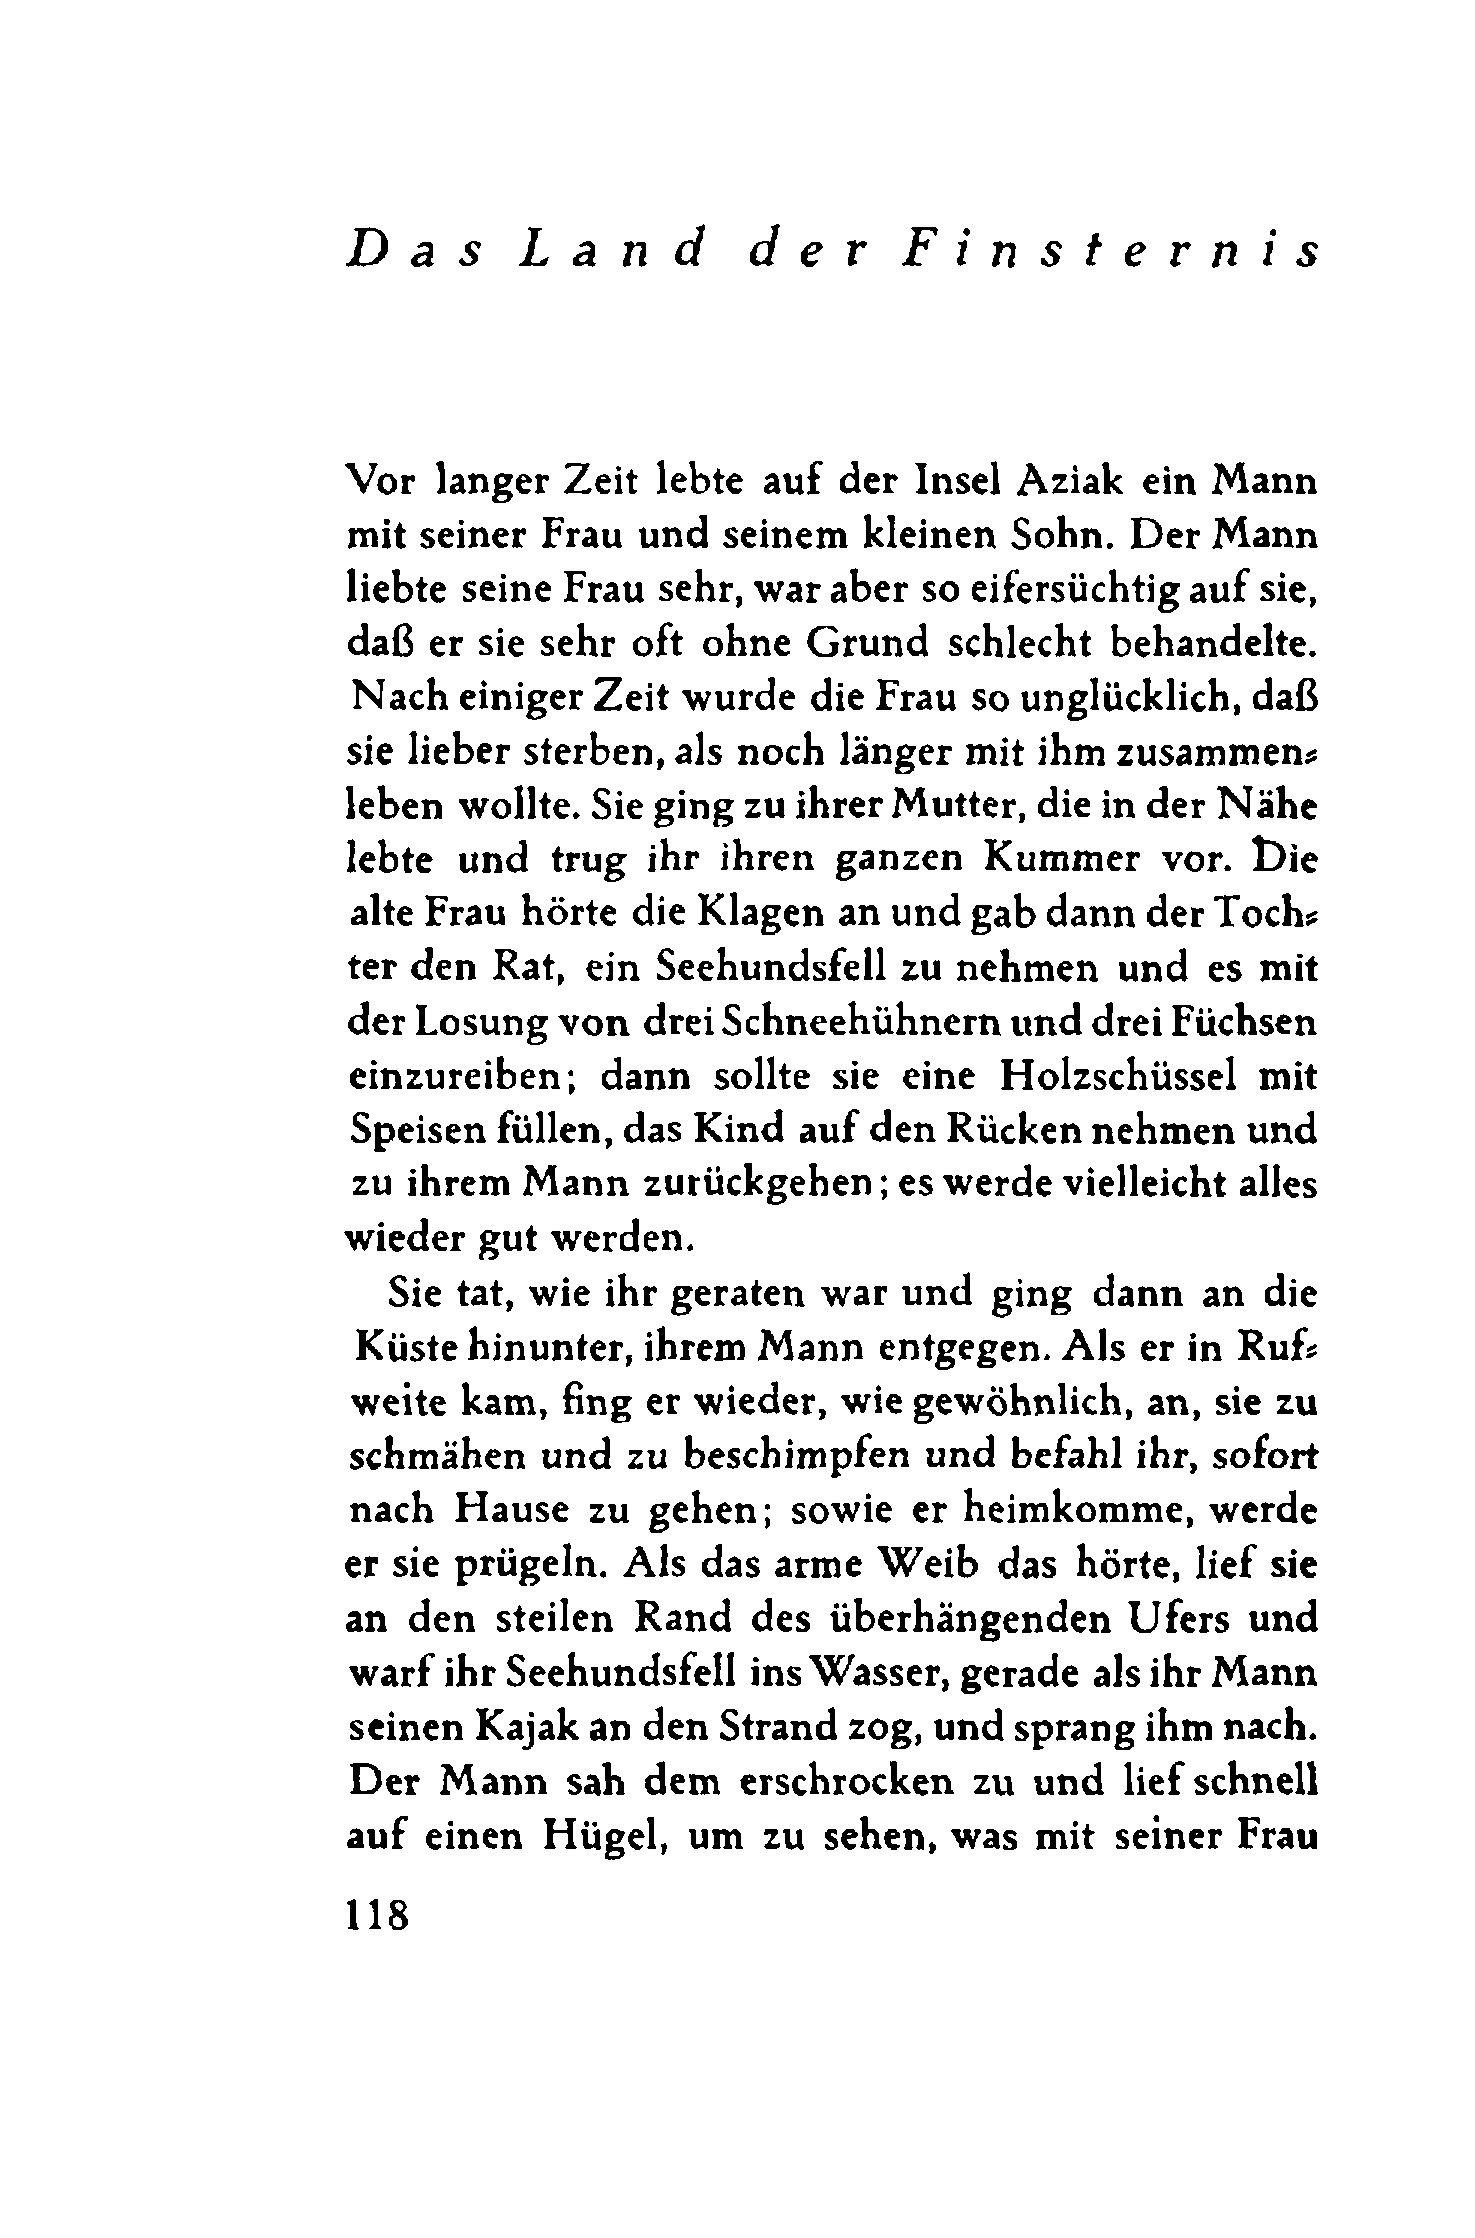 Das Land der Finsternis
Vor langer Zeit lebte auf der Insel Aziak ein Mann
mit seiner Frau und seinem kleinen Sohn. Der Mann
liebte seine Frau sehr, war aber so eifersüchtig auf sie,
daß er sie sehr oft ohne Grund schlecht behandelte.
Nach einiger Zeit wurde die Frau so unglücklich, daß
sie lieber sterben, als noch länger mit ihm zusammen-
leben wollte. Sie ging zu ihrer Mutter, die in der Nähe
lebte und trug ihr ihren ganzen Kummer vor. Die
alte Frau hörte die Klagen an und gab dann der Toch-
ter den Rat, ein Seehundsfell zu nehmen und es mit
der Losung von drei Schneehühnern und drei Füchsen
einzureiben; dann sollte sie eine Holzschüssel mit
Speisen füllen, das Kind auf den Rücken nehmen und
zu ihrem Mann zurückgehen; es werde vielleicht alles
wieder gut werden.
Sie tat, wie ihr geraten war und ging dann an die
Küste hinunter, ihrem Mann entgegen. Als er in Ruf-
weite kam, fing er wieder, wie gewöhnlich, an, sie zu
schmähen und zu beschimpfen und befahl ihr, sofort
nach Hause zu gehen; sowie er heimkomme, werde
er sie prügeln. Als das arme Weib das hörte, lief sie
an den steilen Rand des überhängenden Ufers und
warf ihr Seehundsfell ins Wasser, gerade als ihr Mann
seinen Kajak an den Strand zog, und sprang ihm nach.
Der Mann sah dem erschrocken zu und lief schnell
auf einen Hügel, um zu sehen, was mit seiner Frau
118